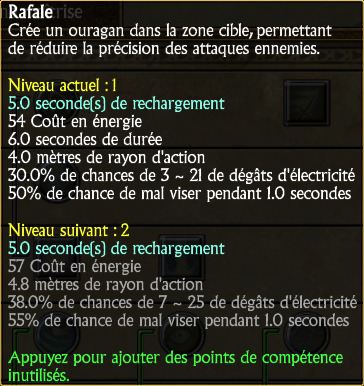 Rafale
Crée un ouragan dans la zone cible, permettant
de réduire la précision des attaques ennemies.
Niveau actuel : 1
5.0 seconde(s) de rechargement
54 Coût en énergie
6.0 secondes de durée
4.0 mètres de rayon d'action
30.0% de chances de 3 ~ 21 de dégâts d'électricité
50% de chance de mal viser pendant 1.0 secondes
Niveau suivant : 2
5.0 seconde(s) de rechargement
57 Coût en énergie
4.8 mètres de rayon d'action
38.0% de chances de 7 ~ 25 de dégâts d'électricité
55% de chance de mal viser pendant 1.0 secondes
Appuyez pour ajouter des points de compétence
inutilisés.